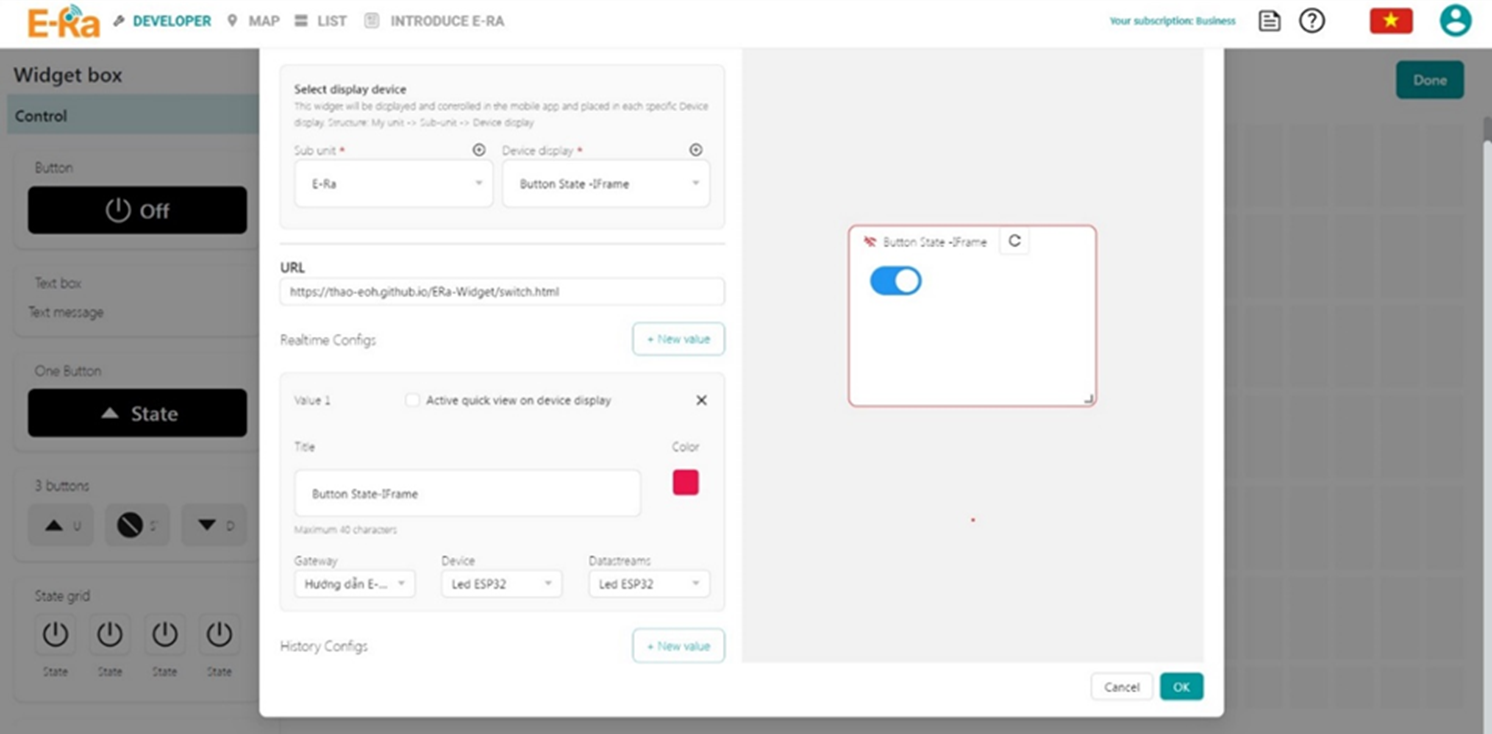 E-Ra
DEVELOPER
MAP
LIST
INTRODUCE E-RA
Your subscription: Business
Widget box
Done
Control
Button
Off
Text box
Text message
One Button
State
3 buttons
U
S
D
State grid
State
State
State
State
Select display device
This widget will be displayed and controlled in the mobile app and placed in each specific Device
display. Structure: My unit -> Sub-unit -> Device display
Sub unit *
Device display *
E-Ra
Button State -IFrame
URL
https://thao-eoh.github.io/ERa-Widget/switch.html
Realtime Configs
+ New value
Value 1
Active quick view on device display
Title
Color
Button State-IFrame
Maximum 40 characters
Gateway
Device
Datastreams
Hướng dẫn E-...
Led ESP32
Led ESP32
History Configs
+ New value
Button State -IFrame
Cancel
OK